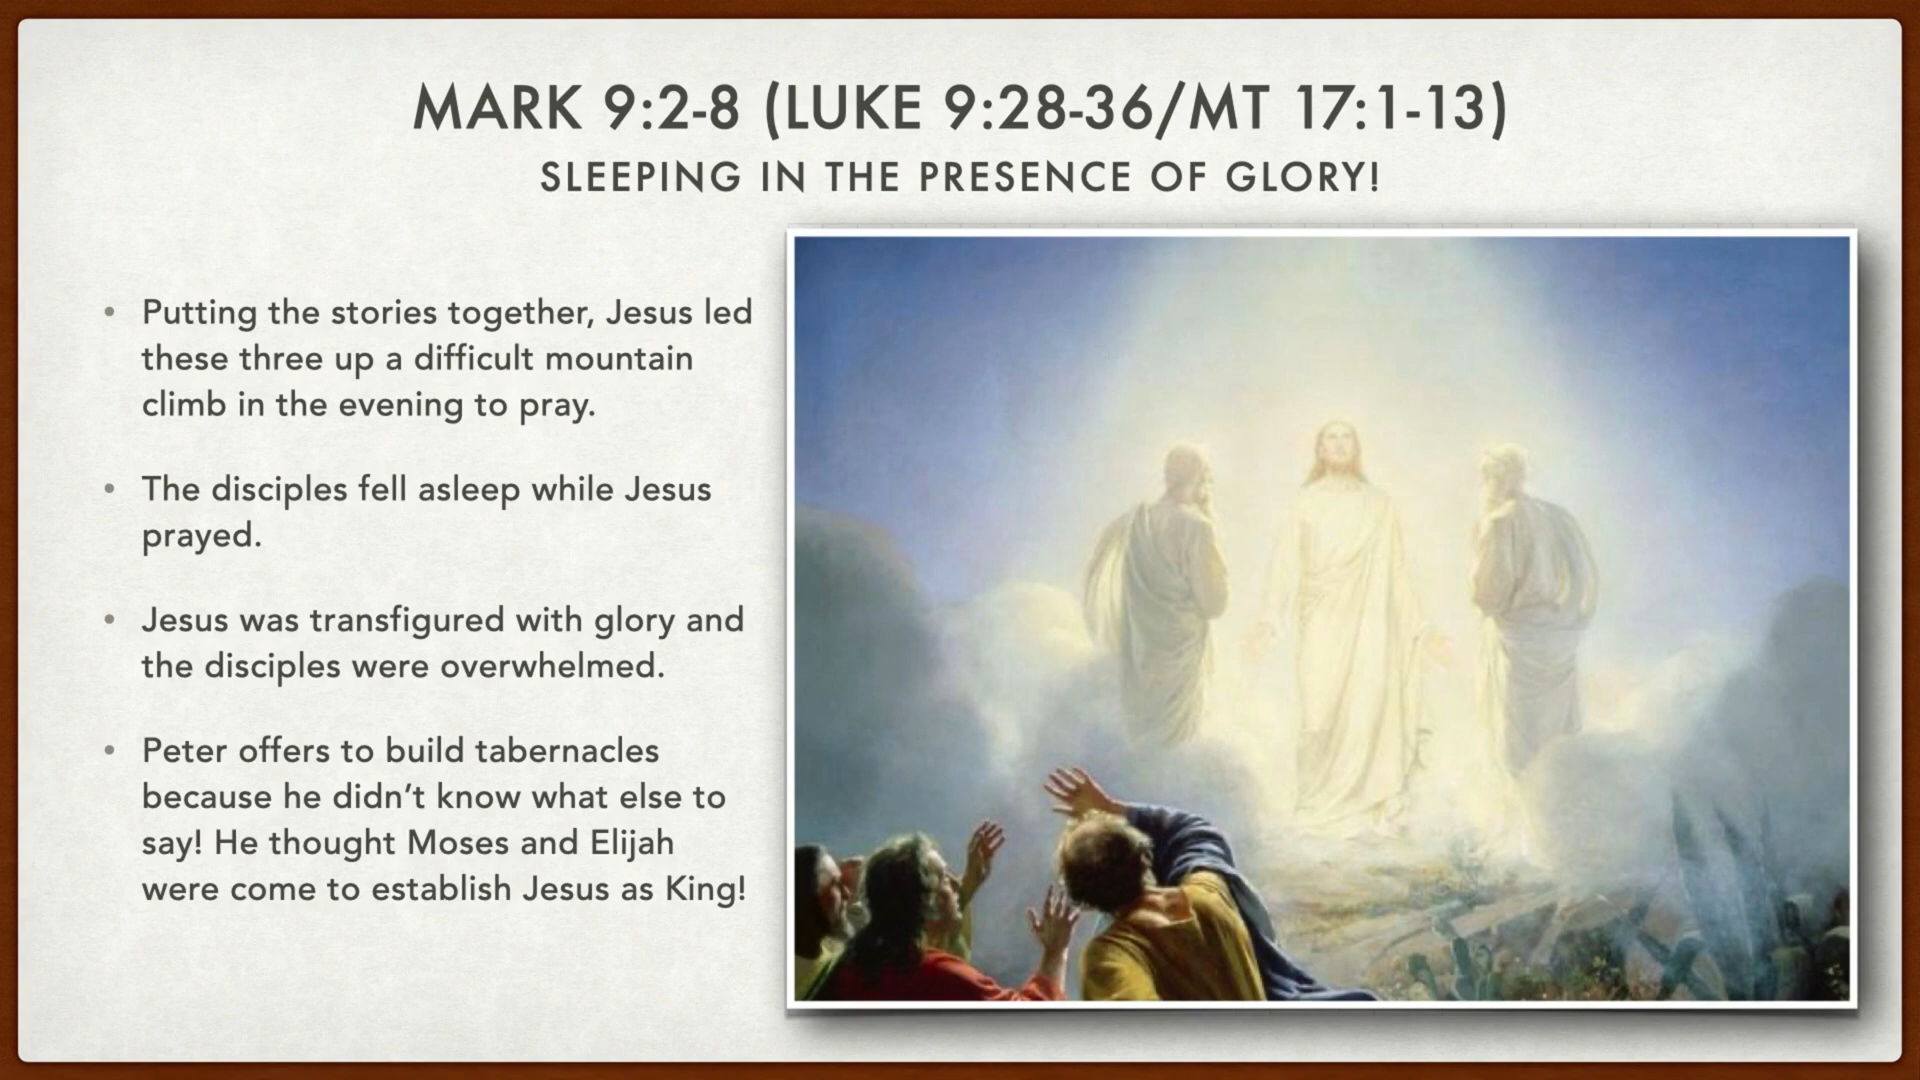 MARK 9:2-8 (LUKE 9:28-36/MT 17:1-13)
SLEEPING IN THE PRESENCE OF GLORY!
• Putting the stories together, Jesus led
these three up a difficult mountain
climb in the evening to pray.
• The disciples fell asleep while Jesus
prayed.
• Jesus was transfigured with glory and
the disciples were overwhelmed.
• Peter offers to build tabernacles
because he didn’t know what else to
say! He thought Moses and Elijah
were come to establish Jesus as King!